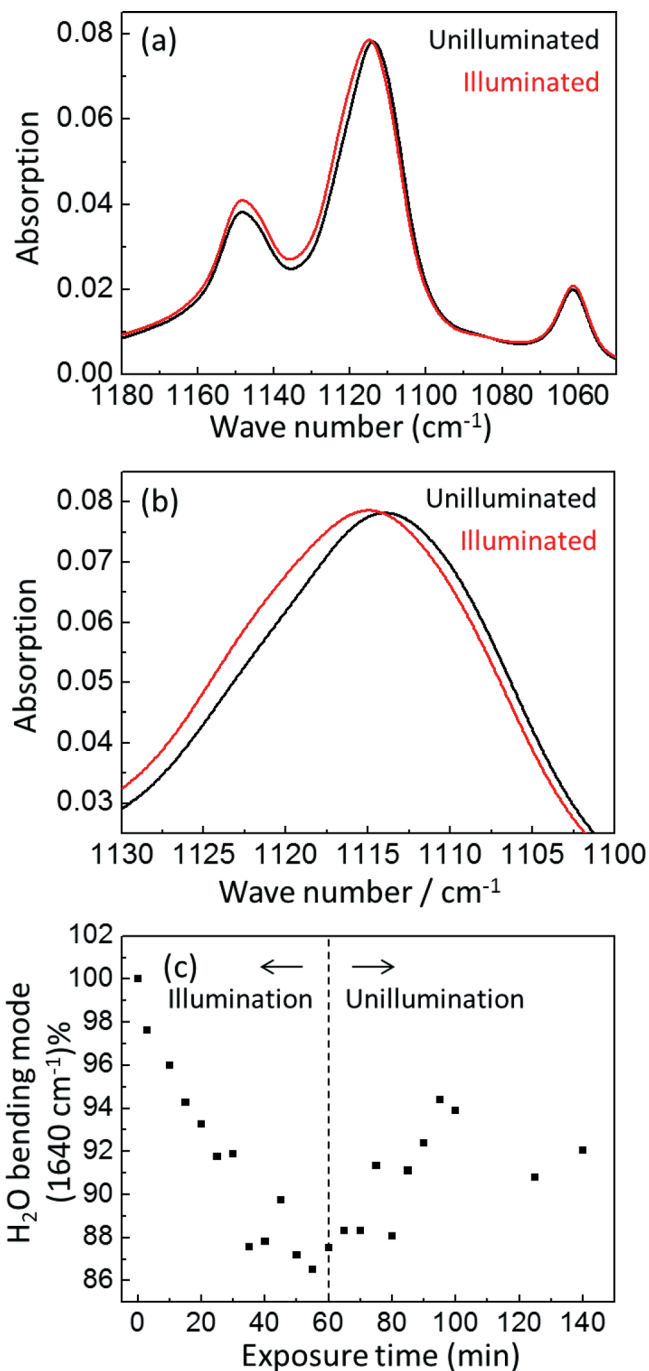 (a)
Unilluminated
Illuminated
0.08
0.06
0.04
0.02
0.00
Absorption
1180 1160 1140 1120 1100 1080 1060
Wave number (cm⁻¹)
(b)
Unilluminated
Illuminated
0.08
0.07
0.06
0.05
0.04
0.03
Absorption
1130 1125 1120 1115 1110 1105 1100
Wave number / cm⁻¹
(c)
Illumination
Unillumination
102
100
98
96
94
92
90
88
86
H₂O bending mode
(1640 cm⁻¹)%
0 20 40 60 80 100 120 140
Exposure time (min)